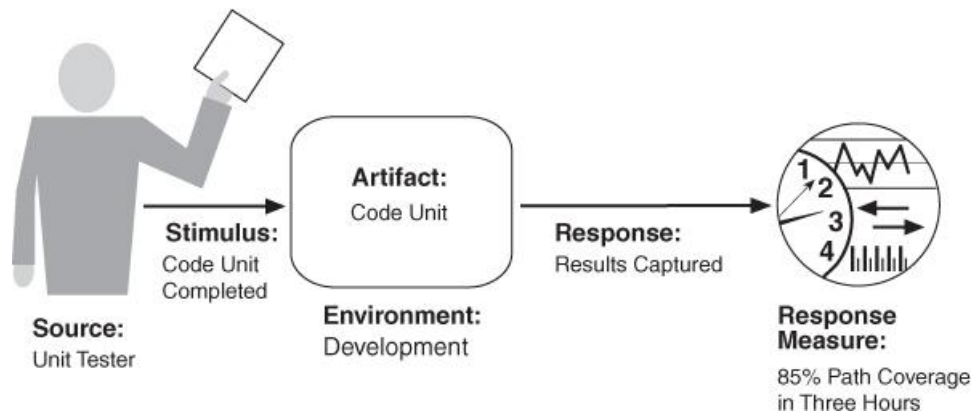 Source:
Unit Tester
Stimulus:
Code Unit
Completed
Artifact:
Code Unit
Environment:
Development
Response:
Results Captured
1
2
3
4
Response
Measure:
85% Path Coverage
in Three Hours